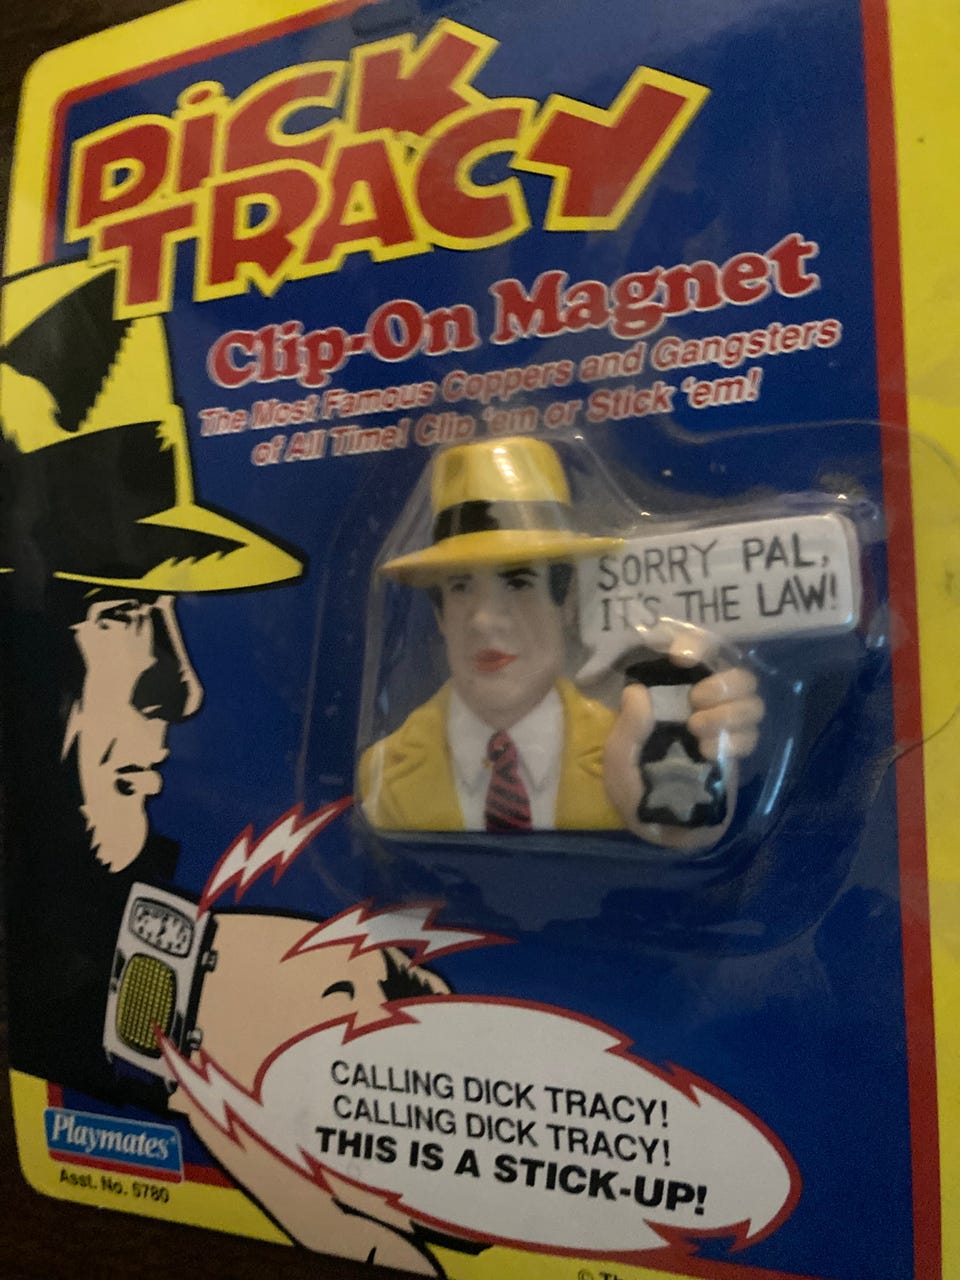 DiCK
TRACY
Clip-On Magnet
The Most Famous Coppers and Gangsters
of All Time! Clip 'em or Stick 'em!
SORRY PAL,
IT'S THE LAW!
CALLING DICK TRACY!
CALLING DICK TRACY!
THIS IS A STICK-UP!
Playmates®
Asst. No. 5780
©